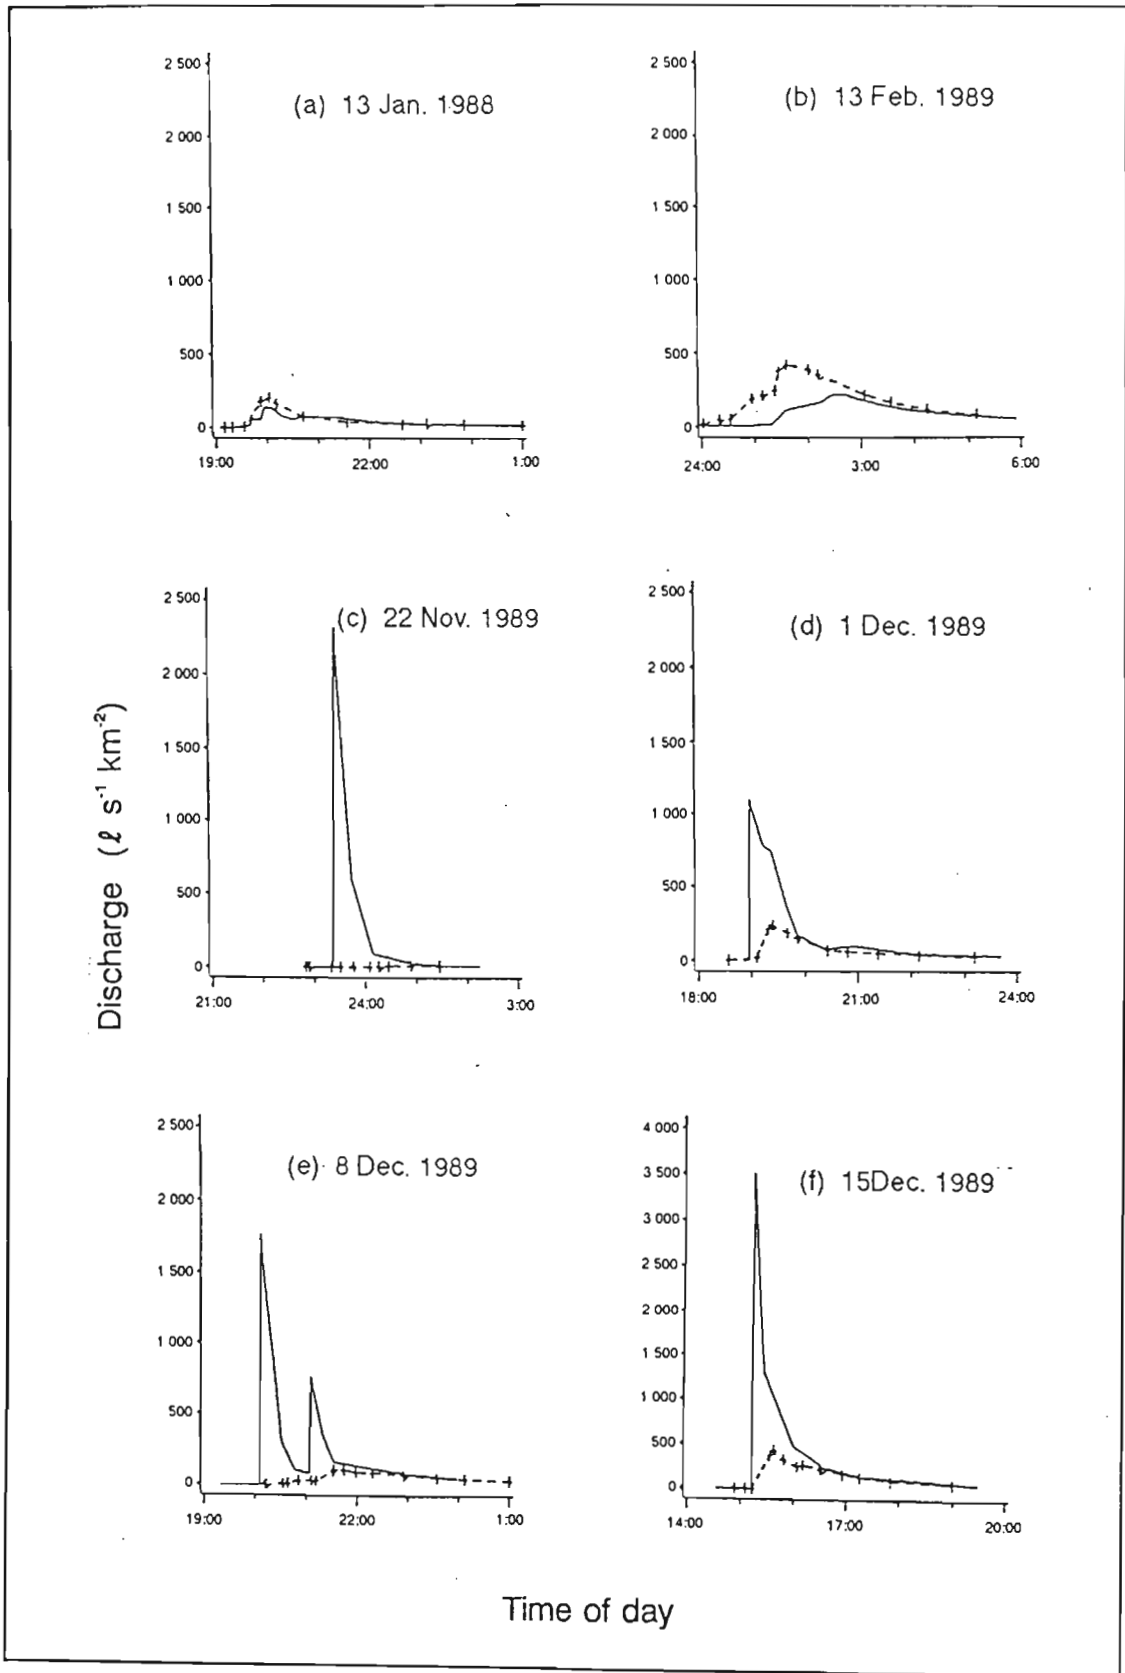 (a) 13 Jan. 1988
2 500
2 000
1 500
1 000
500
0
19:00 22:00 1:00
(b) 13 Feb. 1989
2 500
2 000
1 500
1 000
500
0
24:00 3:00 6:00
(c) 22 Nov. 1989
2 500
2 000
1 500
1 000
500
0
21:00 24:00 3:00
(d) 1 Dec. 1989
2 500
2 000
1 500
1 000
500
0
18:00 21:00 24:00
(e) 8 Dec. 1989
2 500
2 000
1 500
1 000
500
0
19:00 22:00 1:00
(f) 15Dec. 1989
4 000
3 500
3 000
2 500
2 000
1 500
1 000
500
0
14:00 17:00 20:00
Discharge (ℓ s⁻¹ km⁻²)
Time of day